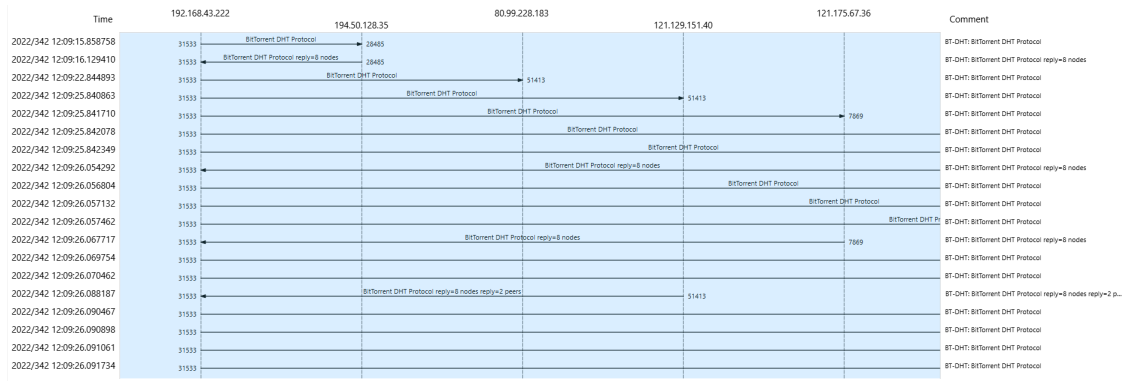 192.168.43.222 80.99.228.183 121.175.67.36
Time 194.50.128.35 121.129.151.40 Comment
2022/342 12:09:15.858758 31533 BitTorrent DHT Protocol 28485 BT-DHT: BitTorrent DHT Protocol
2022/342 12:09:16.129410 31533 BitTorrent DHT Protocol reply=8 nodes 28485 BT-DHT: BitTorrent DHT Protocol reply=8 nodes
2022/342 12:09:22.844893 31533 BitTorrent DHT Protocol 51413 BT-DHT: BitTorrent DHT Protocol
2022/342 12:09:25.840863 31533 BitTorrent DHT Protocol 51413 BT-DHT: BitTorrent DHT Protocol
2022/342 12:09:25.841710 31533 BitTorrent DHT Protocol 7869 BT-DHT: BitTorrent DHT Protocol
2022/342 12:09:25.842078 31533 BitTorrent DHT Protocol BT-DHT: BitTorrent DHT Protocol
2022/342 12:09:25.842349 31533 BitTorrent DHT Protocol BT-DHT: BitTorrent DHT Protocol
2022/342 12:09:26.054292 31533 BitTorrent DHT Protocol reply=8 nodes BT-DHT: BitTorrent DHT Protocol reply=8 nodes
2022/342 12:09:26.056804 31533 BitTorrent DHT Protocol BT-DHT: BitTorrent DHT Protocol
2022/342 12:09:26.057132 31533 BitTorrent DHT Protocol BT-DHT: BitTorrent DHT Protocol
2022/342 12:09:26.057462 31533 BitTorrent DHT Pr BT-DHT: BitTorrent DHT Protocol
2022/342 12:09:26.067717 31533 BitTorrent DHT Protocol reply=8 nodes 7869 BT-DHT: BitTorrent DHT Protocol reply=8 nodes
2022/342 12:09:26.069754 31533 BT-DHT: BitTorrent DHT Protocol
2022/342 12:09:26.070462 31533 BT-DHT: BitTorrent DHT Protocol
2022/342 12:09:26.088187 31533 BitTorrent DHT Protocol reply=8 nodes reply=2 peers 51413 BT-DHT: BitTorrent DHT Protocol reply=8 nodes reply=2 p...
2022/342 12:09:26.090467 31533 BT-DHT: BitTorrent DHT Protocol
2022/342 12:09:26.090898 31533 BT-DHT: BitTorrent DHT Protocol
2022/342 12:09:26.091061 31533 BT-DHT: BitTorrent DHT Protocol
2022/342 12:09:26.091734 31533 BT-DHT: BitTorrent DHT Protocol